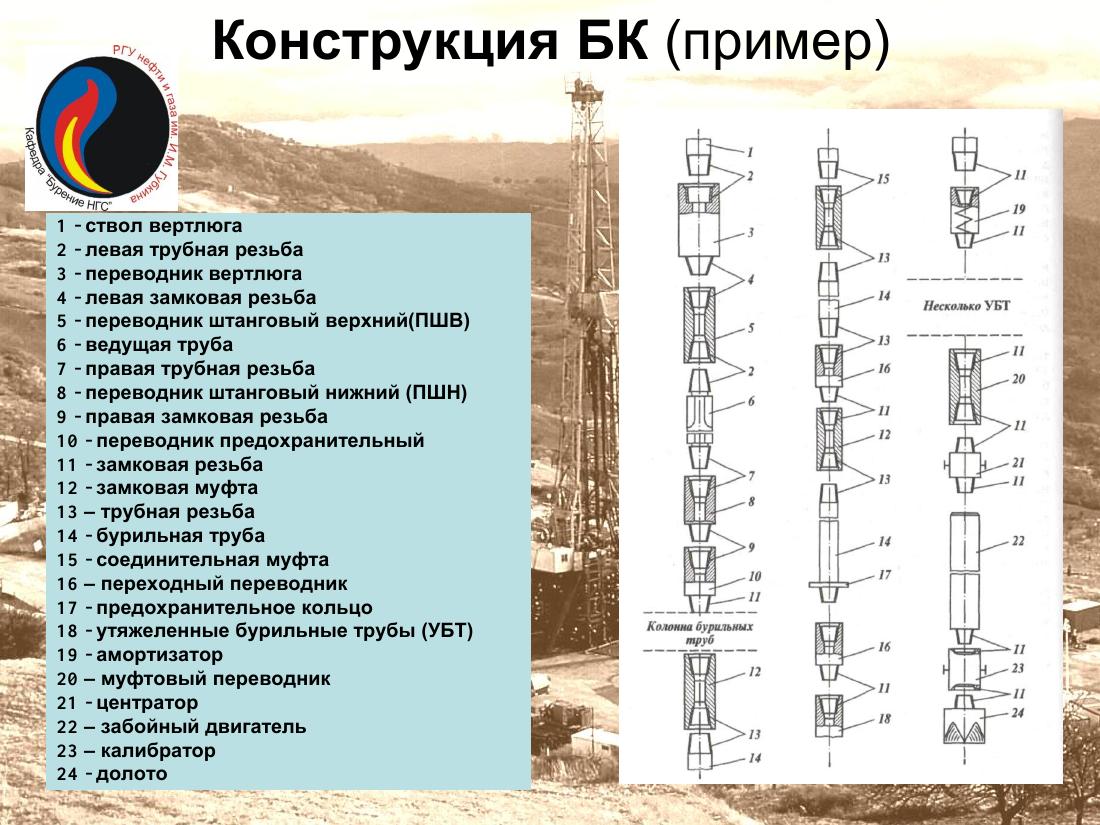 Конструкция БК (пример)
РГУ нефти и газа им. И.М. Губкина
Кафедра "Бурение НГС"
1 - ствол вертлюга
2 - левая трубная резьба
3 - переводник вертлюга
4 - левая замковая резьба
5 - переводник штанговый верхний(ПШВ)
6 - ведущая труба
7 - правая трубная резьба
8 - переводник штанговый нижний (ПШН)
9 - правая замковая резьба
10 - переводник предохранительный
11 - замковая резьба
12 - замковая муфта
13 – трубная резьба
14 - бурильная труба
15 - соединительная муфта
16 – переходный переводник
17 - предохранительное кольцо
18 - утяжеленные бурильные трубы (УБТ)
19 - амортизатор
20 – муфтовый переводник
21 - центратор
22 – забойный двигатель
23 – калибратор
24 - долото
1
2
3
4
5
2
6
7
8
9
10
11
Колонна бурильных
труб
12
13
14
15
13
14
13
16
11
12
13
14
17
16
11
18
11
19
11
Несколько УБТ
11
20
11
21
11
22
11
23
11
24